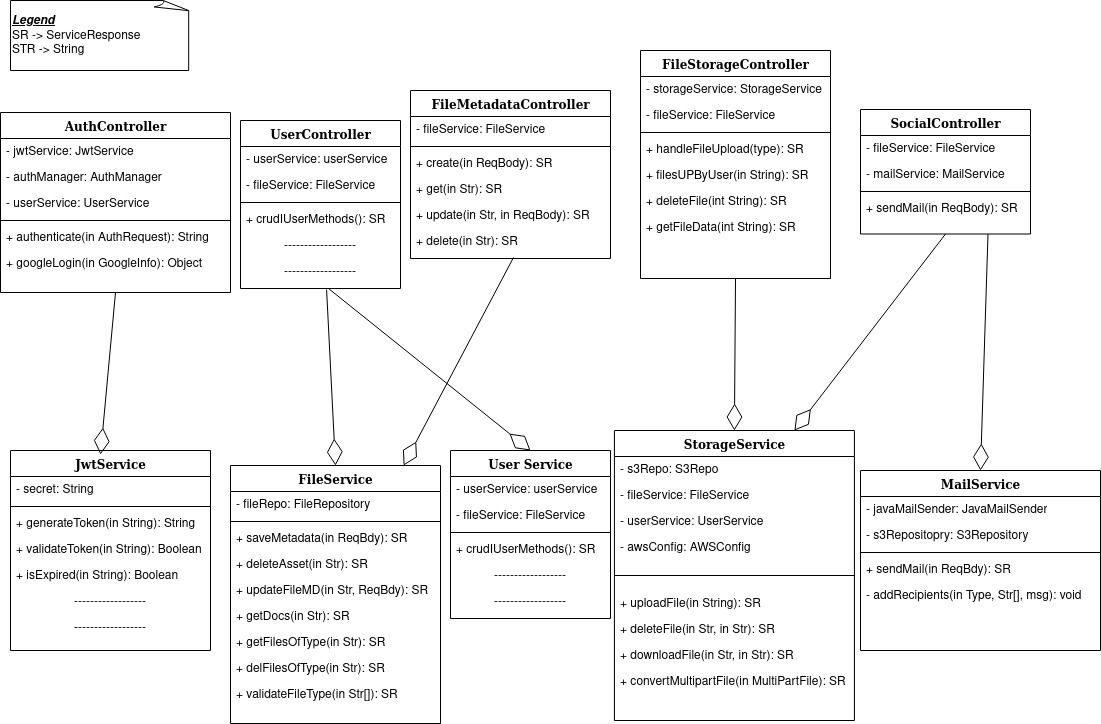 Legend
SR -> ServiceResponse
STR -> String
AuthController
- jwtService: JwtService
- authManager: AuthManager
- userService: UserService
+ authenticate(in AuthRequest): String
+ googleLogin(in GoogleInfo): Object
UserController
- userService: userService
- fileService: FileService
+ crudlUserMethods(): SR
------------------
------------------
FileMetadataController
- fileService: FileService
+ create(in ReqBody): SR
+ get(in Str): SR
+ update(in Str, in ReqBody): SR
+ delete(in Str): SR
FileStorageController
- storageService: StorageService
- fileService: FileService
+ handleFileUpload(type): SR
+ filesUPByUser(in String): SR
+ deleteFile(int String): SR
+ getFileData(int String): SR
SocialController
- fileService: FileService
- mailService: MailService
+ sendMail(in ReqBody): SR
JwtService
- secret: String
+ generateToken(in String): String
+ validateToken(in String): Boolean
+ isExpired(in String): Boolean
------------------
------------------
FileService
- fileRepo: FileRepository
+ saveMetadata(in ReqBdy): SR
+ deleteAsset(in Str): SR
+ updateFileMD(in Str, ReqBdy): SR
+ getDocs(in Str): SR
+ getFilesOfType(in Str): SR
+ delFilesOfType(in Str): SR
+ validateFileType(in Str[]): SR
User Service
- userService: userService
- fileService: FileService
+ crudlUserMethods(): SR
------------------
------------------
StorageService
- s3Repo: S3Repo
- fileService: FileService
- userService: UserService
- awsConfig: AWSConfig
+ uploadFile(in String): SR
+ deleteFile(in Str, in Str): SR
+ downloadFile(in Str, in Str): SR
+ convertMultipartFile(in MultiPartFile): SR
MailService
- javaMailSender: JavaMailSender
- s3Repositopry: S3Repository
+ sendMail(in ReqBdy): SR
- addRecipients(in Type, Str[], msg): void